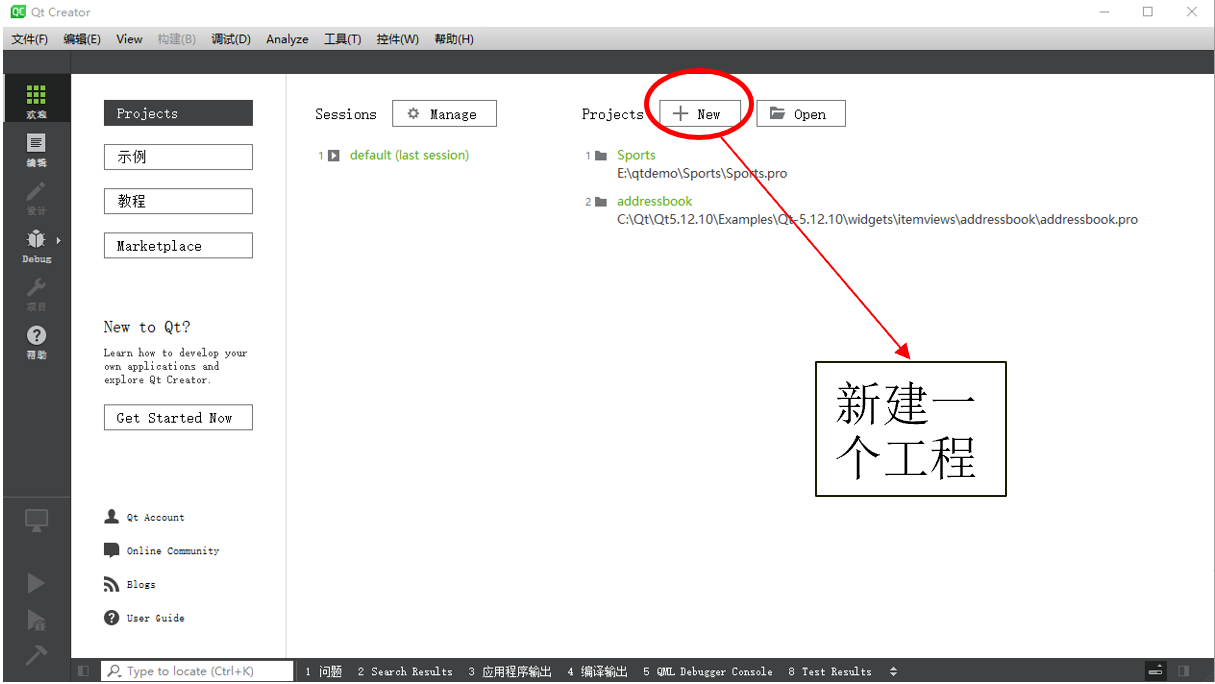 Qt Creator
文件(F) 编辑(E) View 构建(B) 调试(D) Analyze 工具(T) 控件(W) 帮助(H)
欢迎
编辑
设计
Debug
项目
帮助
Projects
示例
教程
Marketplace
New to Qt?
Learn how to develop your
own applications and
explore Qt Creator.
Get Started Now
Qt Account
Online Community
Blogs
User Guide
Sessions Manage
1 default (last session)
Projects New Open
1 Sports
E:\qtdemo\Sports\Sports.pro
2 addressbook
C:\Qt\Qt5.12.10\Examples\Qt-5.12.10\widgets\itemviews\addressbook\addressbook.pro
新建一
个工程
Type to locate (Ctrl+K) 1 问题 2 Search Results 3 应用程序输出 4 编译输出 5 QML Debugger Console 8 Test Results